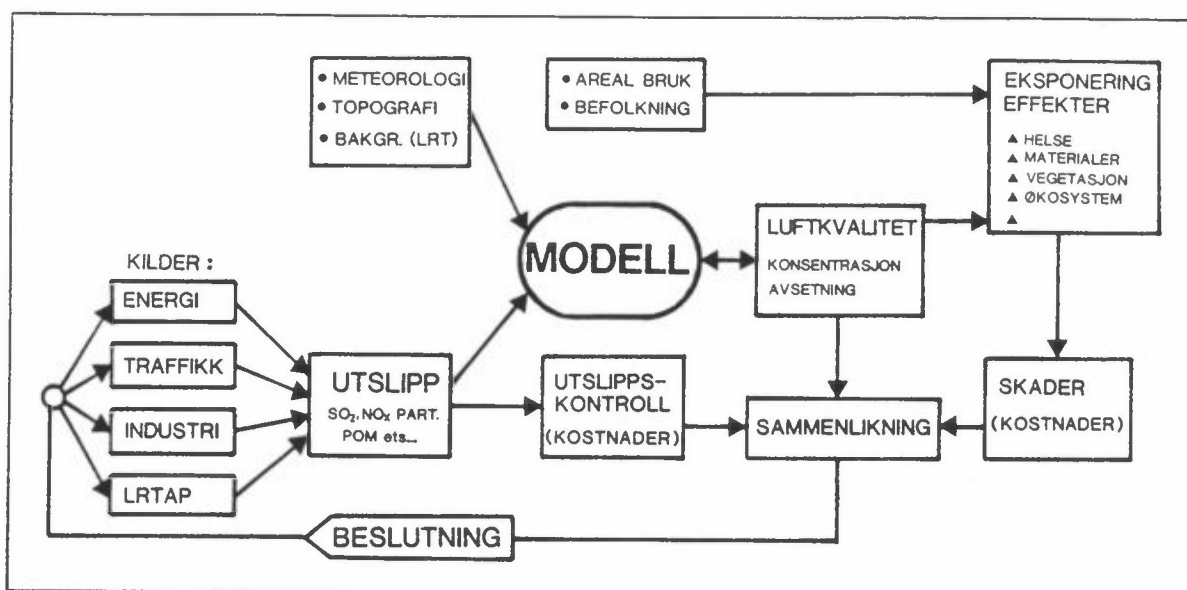 • METEOROLOGI
• TOPOGRAFI
• BAKGR. (LRT)
• AREAL BRUK
• BEFOLKNING
EKSPONERING
EFFEKTER
▲ HELSE
▲ MATERIALER
▲ VEGETASJON
▲ ØKOSYSTEM
▲
MODELL
LUFTKVALITET
KONSENTRASJON
AVSETNING
KILDER :
ENERGI
TRAFFIKK
INDUSTRI
LRTAP
UTSLIPP
SO₂, NOₓ PART.
POM ets...
UTSLIPPS-
KONTROLL
(KOSTNADER)
SAMMENLIKNING
SKADER
(KOSTNADER)
BESLUTNING